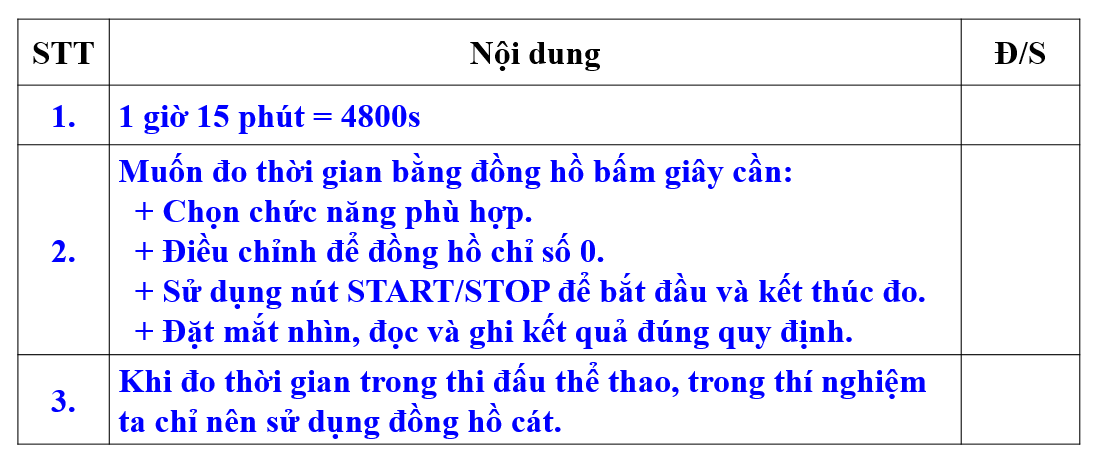 STT Nội dung Đ/S
1. 1 giờ 15 phút = 4800s
2. Muốn đo thời gian bằng đồng hồ bấm giây cần:
+ Chọn chức năng phù hợp.
+ Điều chỉnh để đồng hồ chỉ số 0.
+ Sử dụng nút START/STOP để bắt đầu và kết thúc đo.
+ Đặt mắt nhìn, đọc và ghi kết quả đúng quy định.
3. Khi đo thời gian trong thi đấu thể thao, trong thí nghiệm
ta chỉ nên sử dụng đồng hồ cát.